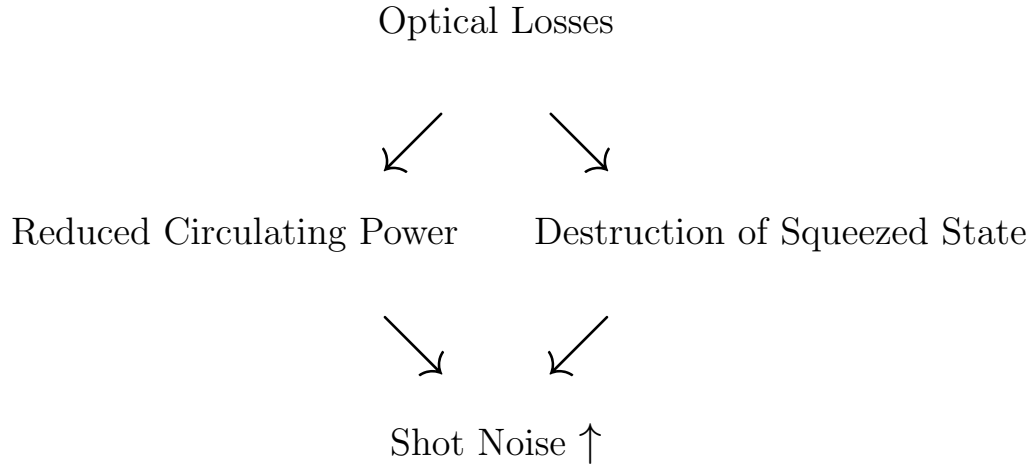 Optical Losses
Reduced Circulating Power
Destruction of Squeezed State
Shot Noise ↑